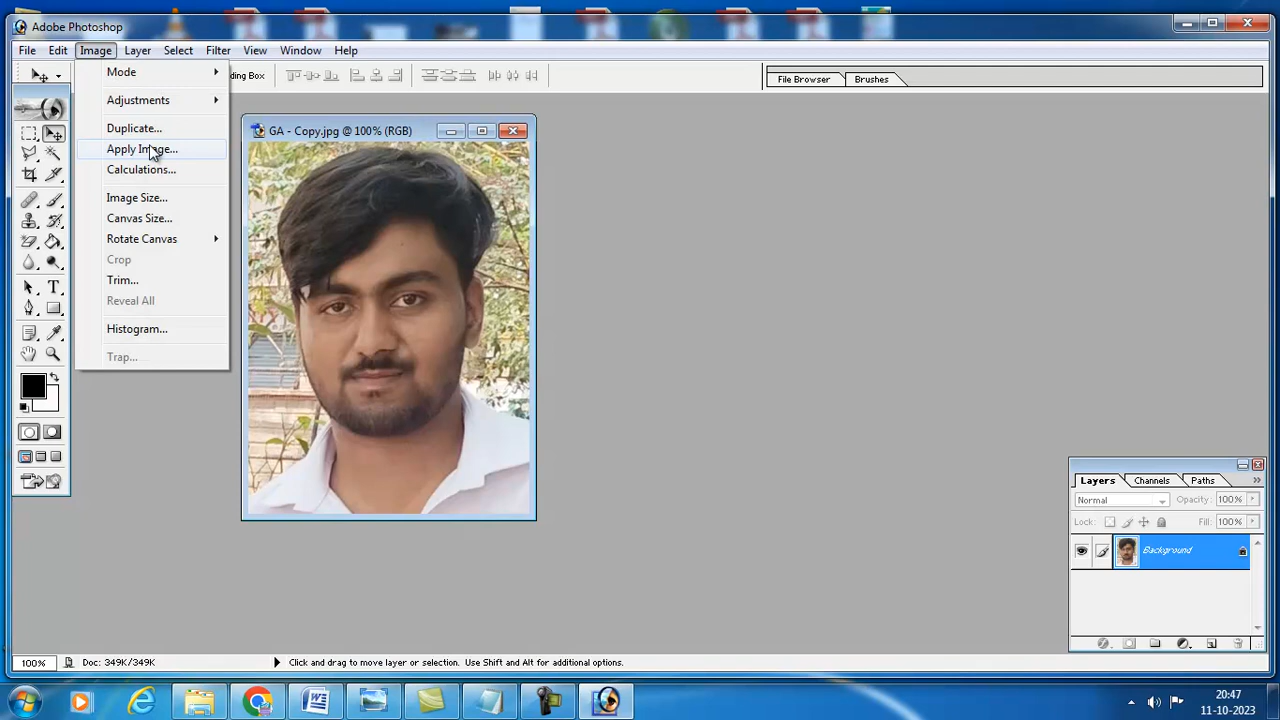 Adobe Photoshop
File Edit Image Layer Select Filter View Window Help
ding Box
File Browser Brushes
Mode
Adjustments
Duplicate...
Apply Image...
Calculations...
Image Size...
Canvas Size...
Rotate Canvas
Crop
Trim...
Reveal All
Histogram...
Trap...
GA - Copy.jpg @ 100% (RGB)
Layers Channels Paths
Normal Opacity: 100%
Lock: Fill: 100%
Background
100% Doc: 349K/349K Click and drag to move layer or selection. Use Shift and Alt for additional options.
20:47
11-10-2023